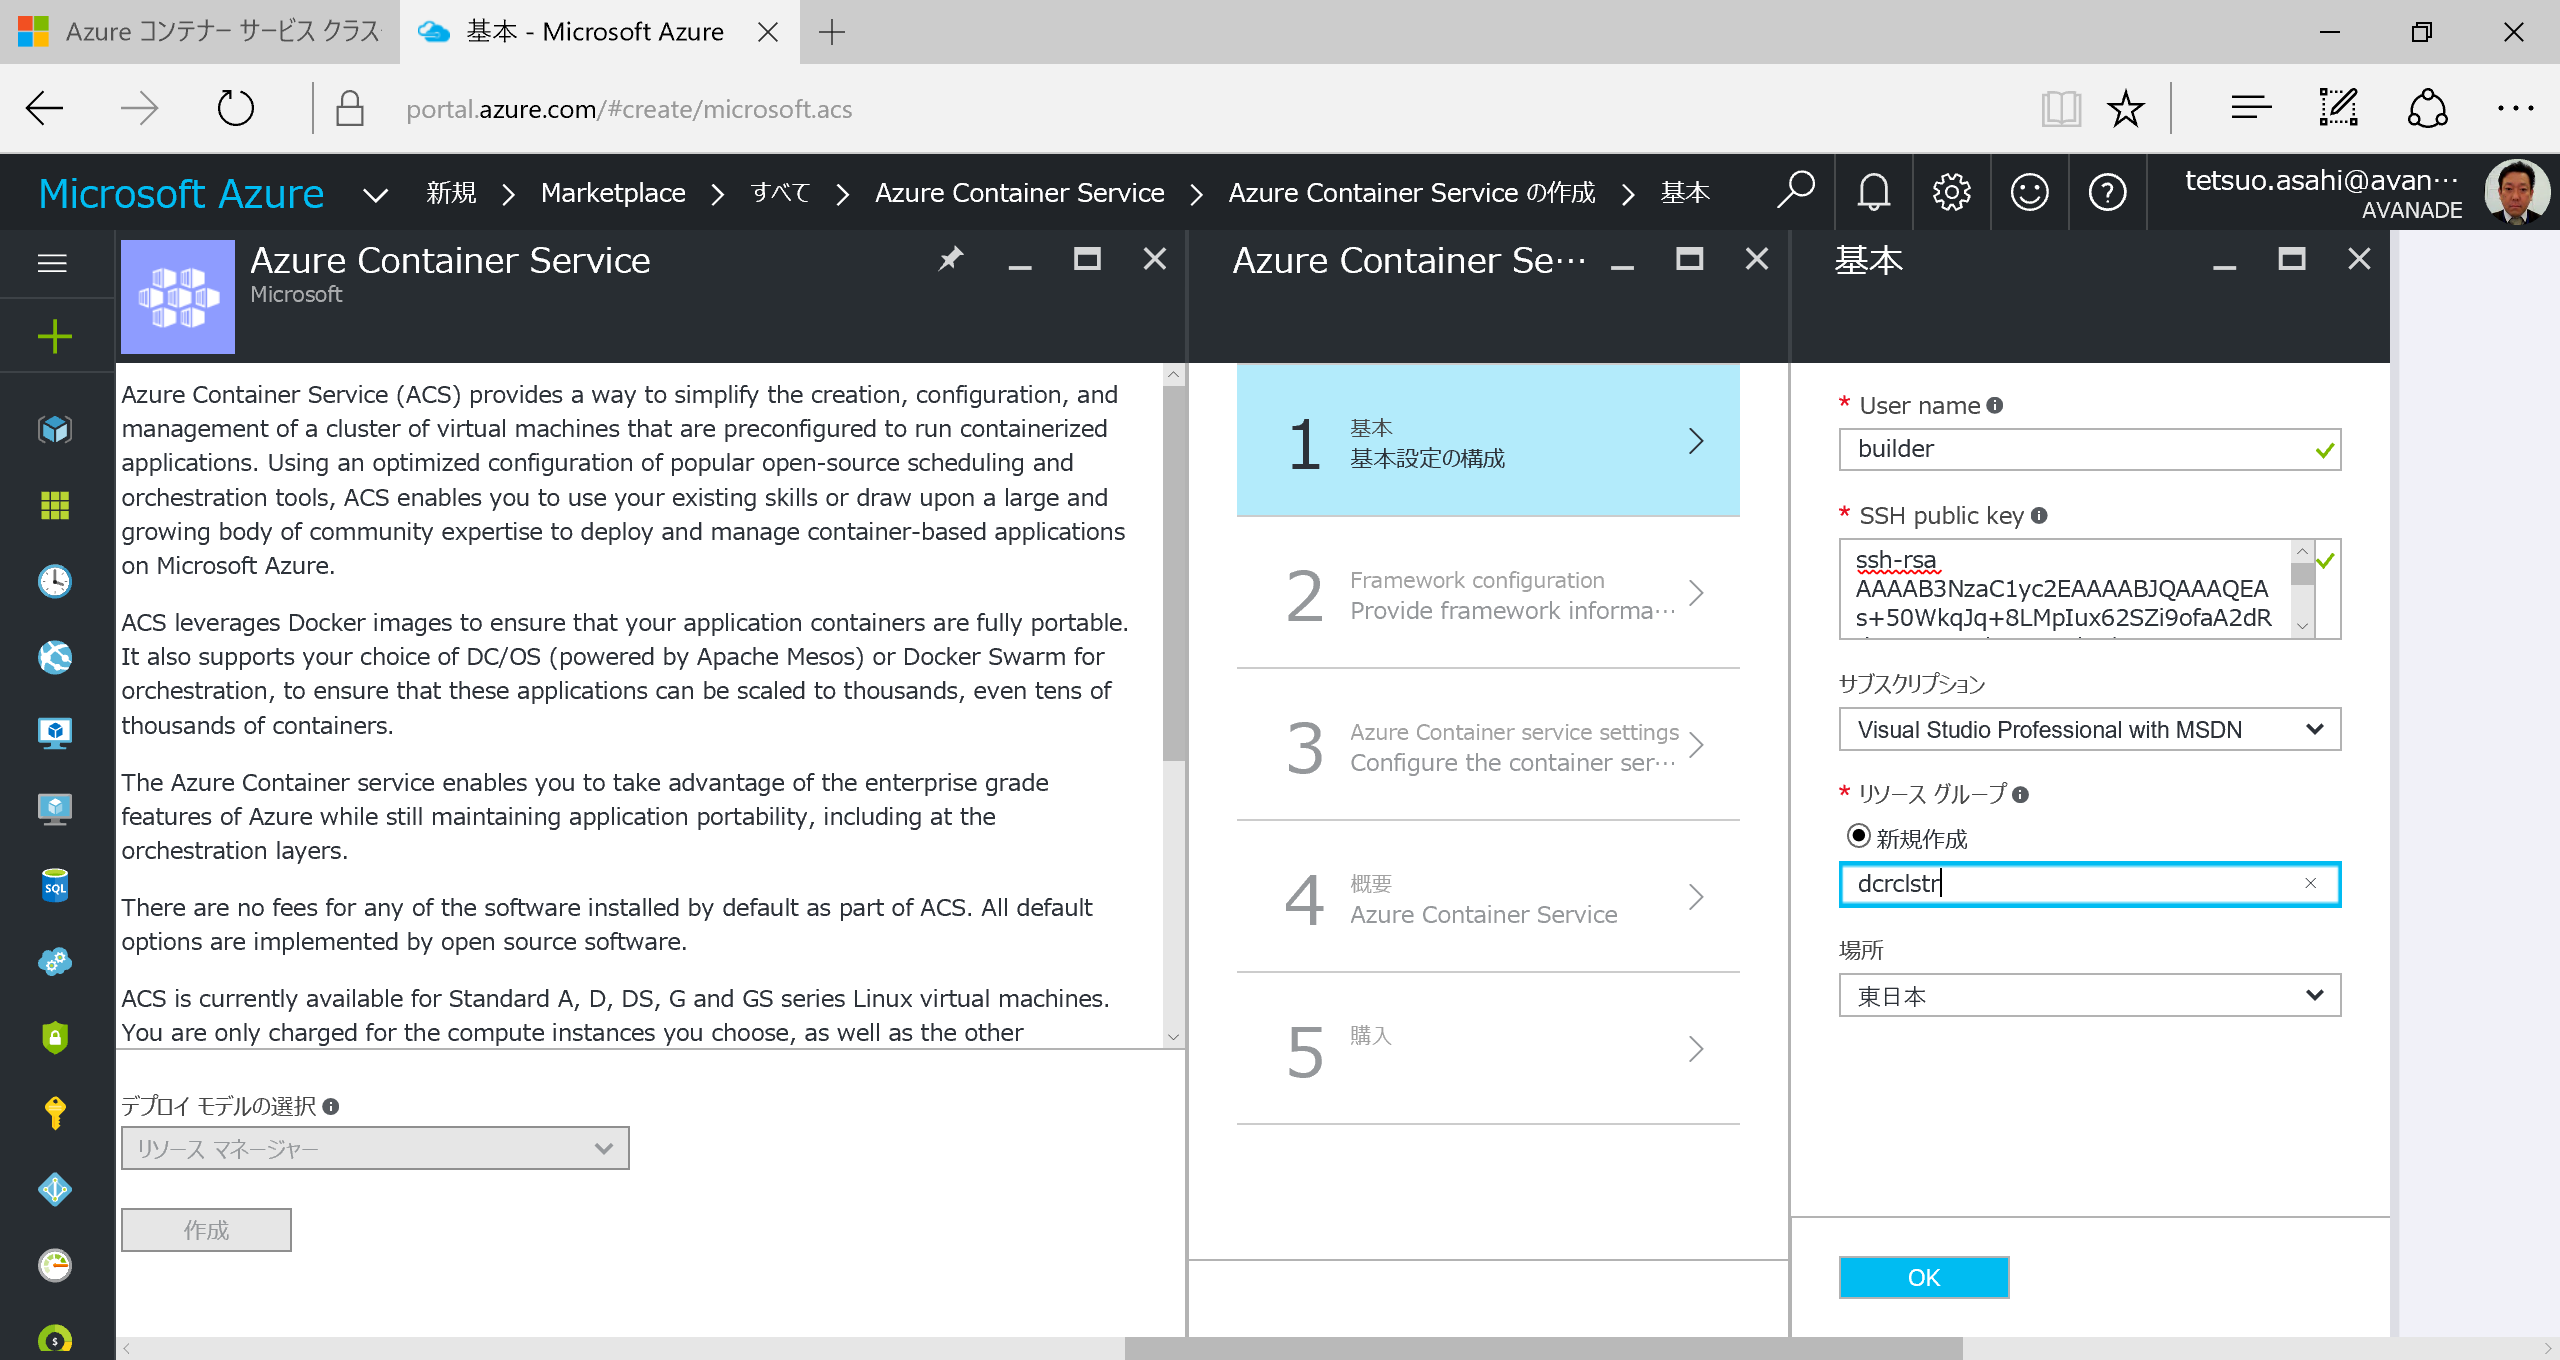 Azure コンテナー サービス クラス
基本 - Microsoft Azure
portal.azure.com/#create/microsoft.acs
Microsoft Azure
新規
Marketplace
すべて
Azure Container Service
Azure Container Service の作成
基本
tetsuo.asahi@avan···
AVANADE
Azure Container Service
Microsoft
Azure Container Service (ACS) provides a way to simplify the creation, configuration, and
management of a cluster of virtual machines that are preconfigured to run containerized
applications. Using an optimized configuration of popular open-source scheduling and
orchestration tools, ACS enables you to use your existing skills or draw upon a large and
growing body of community expertise to deploy and manage container-based applications
on Microsoft Azure.
ACS leverages Docker images to ensure that your application containers are fully portable.
It also supports your choice of DC/OS (powered by Apache Mesos) or Docker Swarm for
orchestration, to ensure that these applications can be scaled to thousands, even tens of
thousands of containers.
The Azure Container service enables you to take advantage of the enterprise grade
features of Azure while still maintaining application portability, including at the
orchestration layers.
There are no fees for any of the software installed by default as part of ACS. All default
options are implemented by open source software.
ACS is currently available for Standard A, D, DS, G and GS series Linux virtual machines.
You are only charged for the compute instances you choose, as well as the other
デプロイ モデルの選択
リソース マネージャー
作成
SQL
Azure Container Se···
1
基本
基本設定の構成
2
Framework configuration
Provide framework informa···
3
Azure Container service settings
Configure the container ser···
4
概要
Azure Container Service
5
購入
基本
* User name
builder
* SSH public key
ssh-rsa
AAAAB3NzaC1yc2EAAAABJQAAAQEA
s+50WkqJq+8LMpIux62SZi9ofaA2dR
サブスクリプション
Visual Studio Professional with MSDN
* リソース グループ
新規作成
dcrclstr
場所
東日本
OK